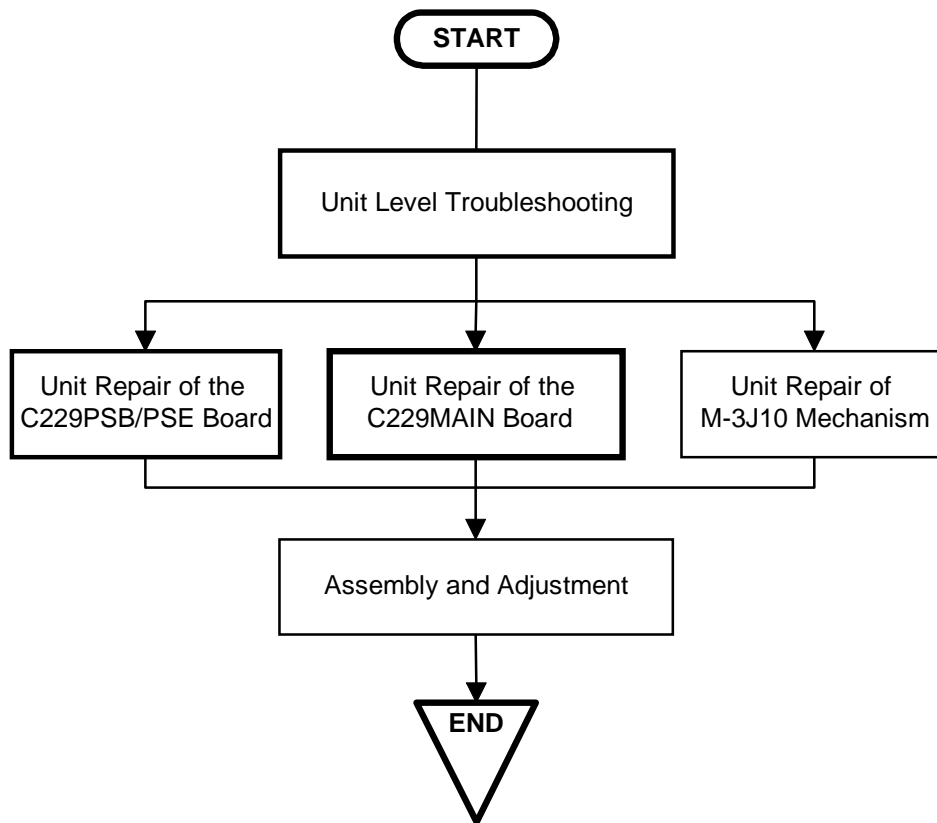 START
Unit Level Troubleshooting
Unit Repair of the
C229PSB/PSE Board
Unit Repair of the
C229MAIN Board
Unit Repair of
M-3J10 Mechanism
Assembly and Adjustment
END